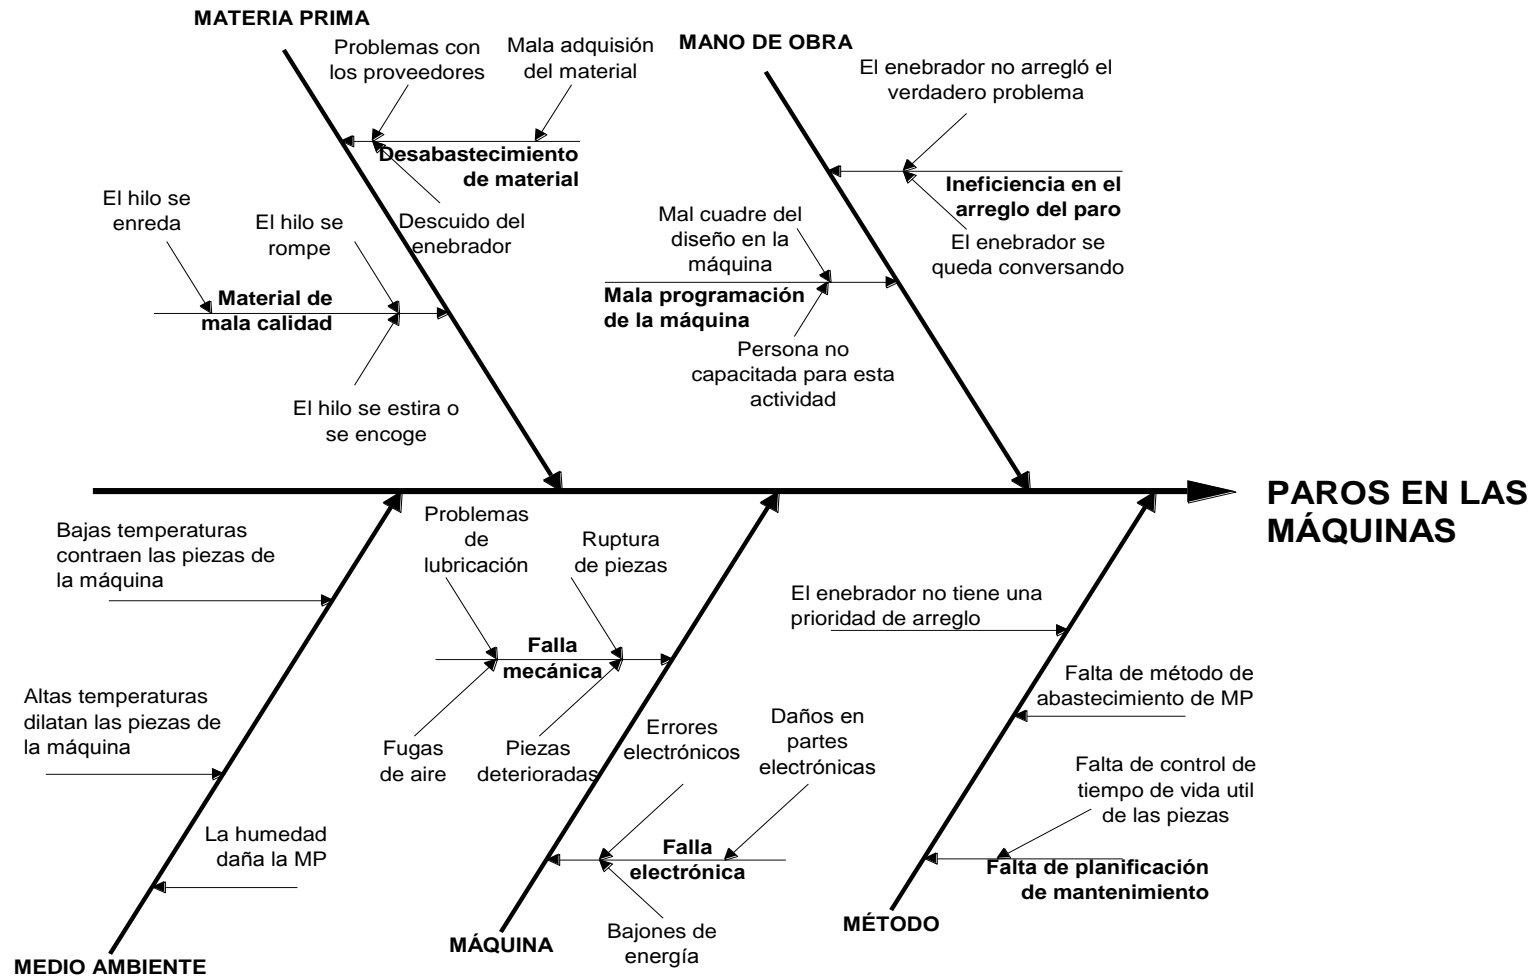 MATERIA PRIMA
Problemas con
los proveedores
Mala adquisión
del material
Desabastecimiento
de material
Descuido del
enebrador
El hilo se
enreda
El hilo se
rompe
Material de
mala calidad
El hilo se estira o
se encoge
MANO DE OBRA
El enebrador no arregló el
verdadero problema
Ineficiencia en el
arreglo del paro
El enebrador se
queda conversando
Mal cuadre del
diseño en la
máquina
Mala programación
de la máquina
Persona no
capacitada para esta
actividad
PAROS EN LAS
MÁQUINAS
Bajas temperaturas
contraen las piezas de
la máquina
Altas temperaturas
dilatan las piezas de
la máquina
La humedad
daña la MP
MEDIO AMBIENTE
Problemas
de
lubricación
Ruptura
de piezas
Falla
mecánica
Fugas
de aire
Piezas
deterioradas
Errores
electrónicos
Daños en
partes
electrónicas
Falla
electrónica
Bajones de
energía
MÁQUINA
El enebrador no tiene una
prioridad de arreglo
Falta de método de
abastecimiento de MP
Falta de control de
tiempo de vida util
de las piezas
Falta de planificación
de mantenimiento
MÉTODO